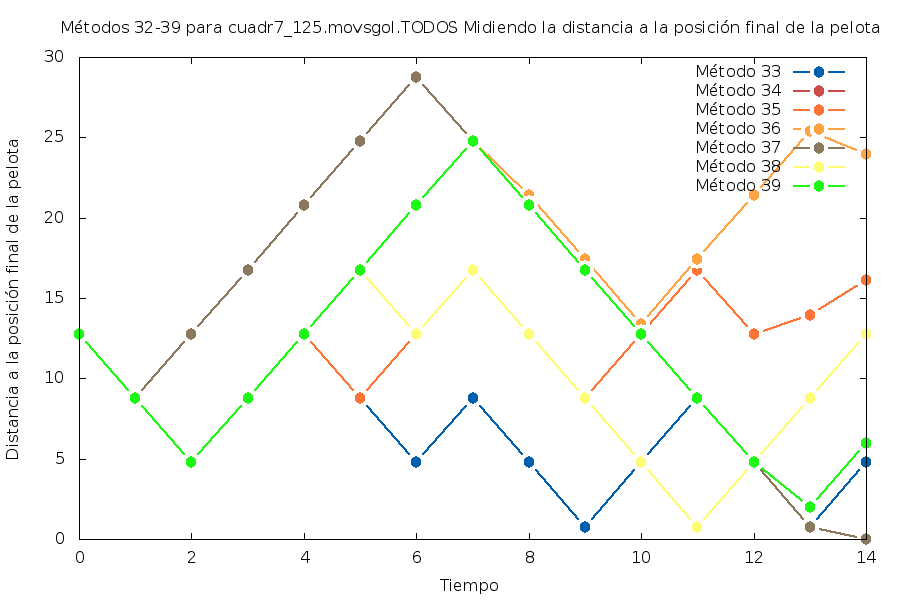 Métodos 32-39 para cuadr7_125.movsgol.TODOS Midiendo la distancia a la posición final de la pelota
30
25
20
15
10
5
0
Distancia a la posición final de la pelota
Método 33
Método 34
Método 35
Método 36
Método 37
Método 38
Método 39
0 2 4 6 8 10 12 14
Tiempo